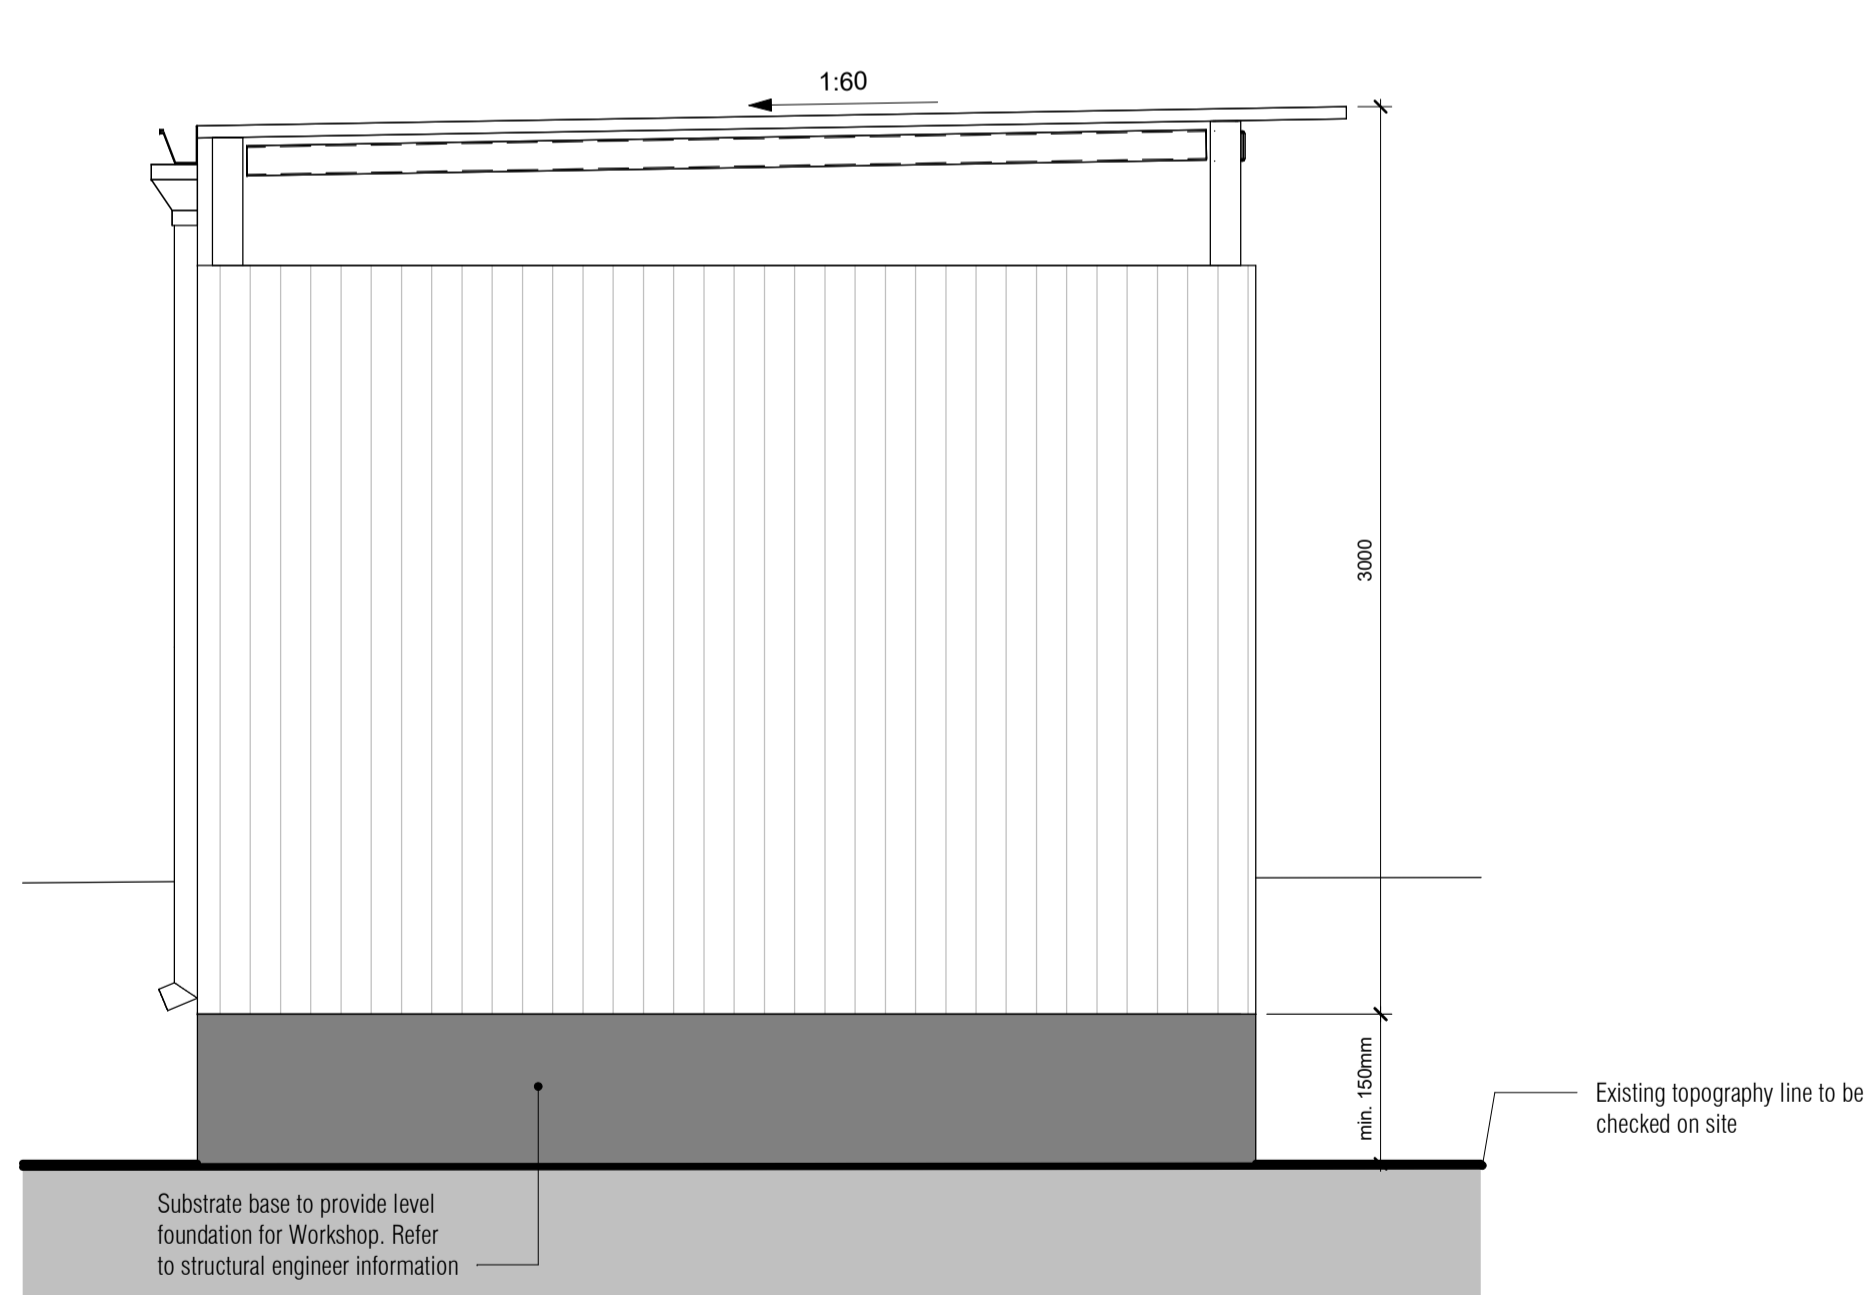 1:60
3000
min. 150mm
Existing topography line to be
checked on site
Substrate base to provide level
foundation for Workshop. Refer
to structural engineer information